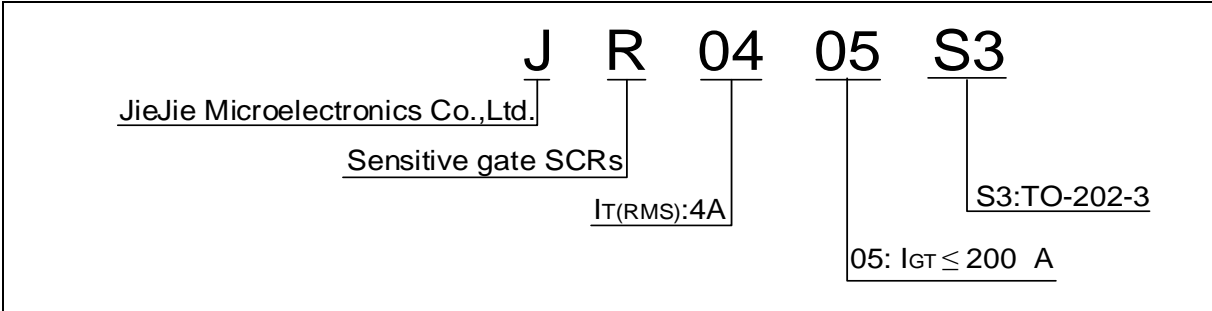 J R 04 05 S3
JieJie Microelectronics Co.,Ltd.
Sensitive gate SCRs
IT(RMS):4A
S3:TO-202-3
05: IGT ≤ 200 A